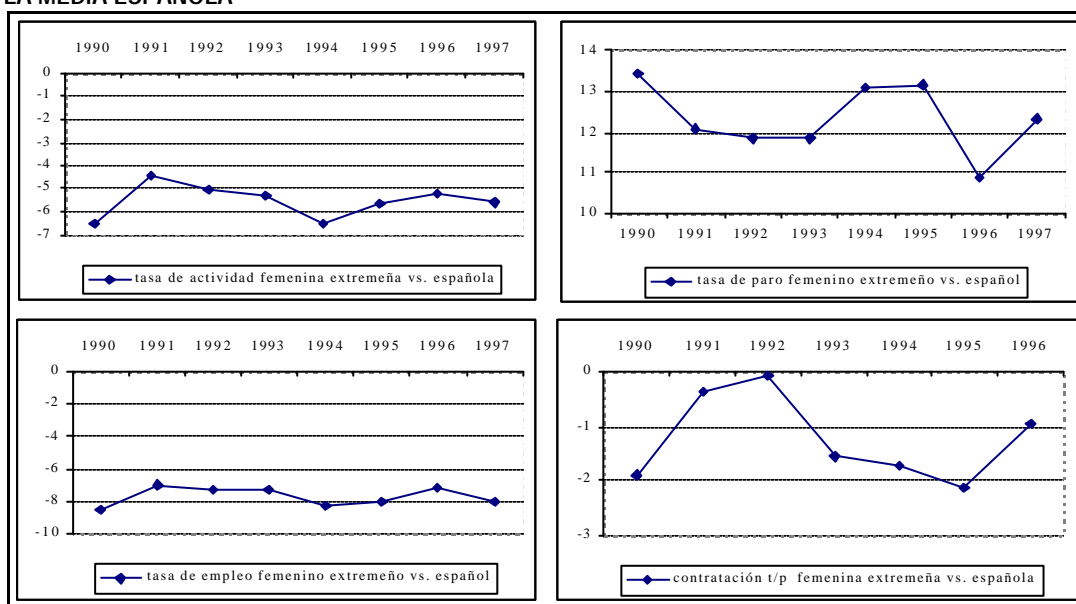 LA MEDIA ESPAÑOLA
1990 1991 1992 1993 1994 1995 1996 1997
0
-1
-2
-3
-4
-5
-6
-7
tasa de actividad femenina extremeña vs. española
14
13
12
11
10
1990 1991 1992 1993 1994 1995 1996 1997
tasa de paro femenino extremeño vs. español
1990 1991 1992 1993 1994 1995 1996 1997
0
-2
-4
-6
-8
-10
tasa de empleo femenino extremeño vs. español
1990 1991 1992 1993 1994 1995 1996
0
-1
-2
-3
contratación t/p femenina extremeña vs. española